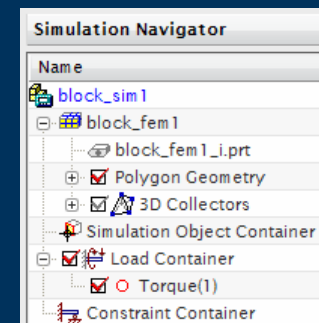 Simulation Navigator
Name
block_sim1
block_fem1
block_fem1_i.prt
Polygon Geometry
3D Collectors
Simulation Object Container
Load Container
Torque(1)
Constraint Container